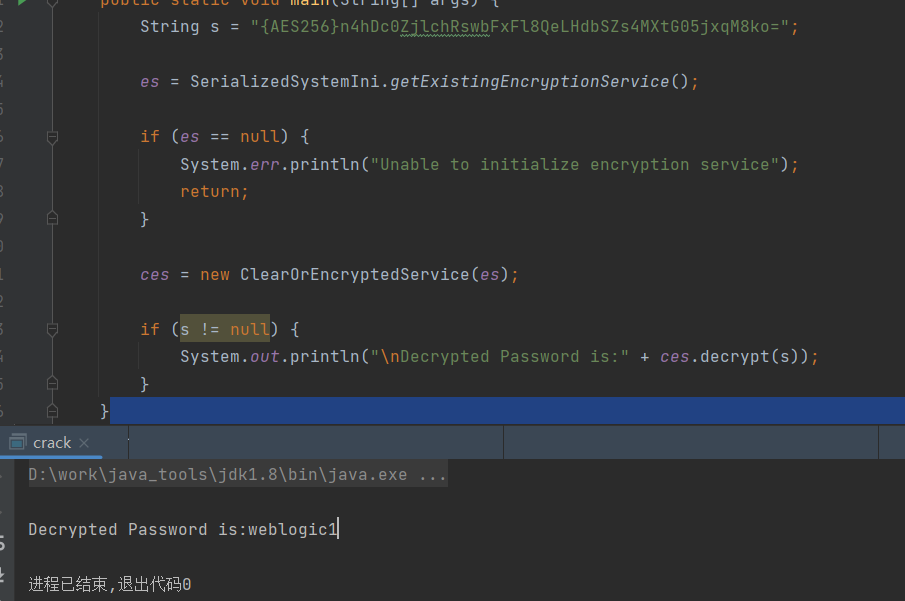 public static void main(String[] args) {
String s = "{AES256}n4hDc0ZjlchRswbFxFl8QeLHdbSZs4MXtG05jxqM8ko=";
es = SerializedSystemIni.getExistingEncryptionService();
if (es == null) {
System.err.println("Unable to initialize encryption service");
return;
}
ces = new ClearOrEncryptedService(es);
if (s != null) {
System.out.println("\nDecrypted Password is:" + ces.decrypt(s));
}
}
crack
D:\work\java_tools\jdk1.8\bin\java.exe ...
Decrypted Password is:weblogic1
进程已结束,退出代码0